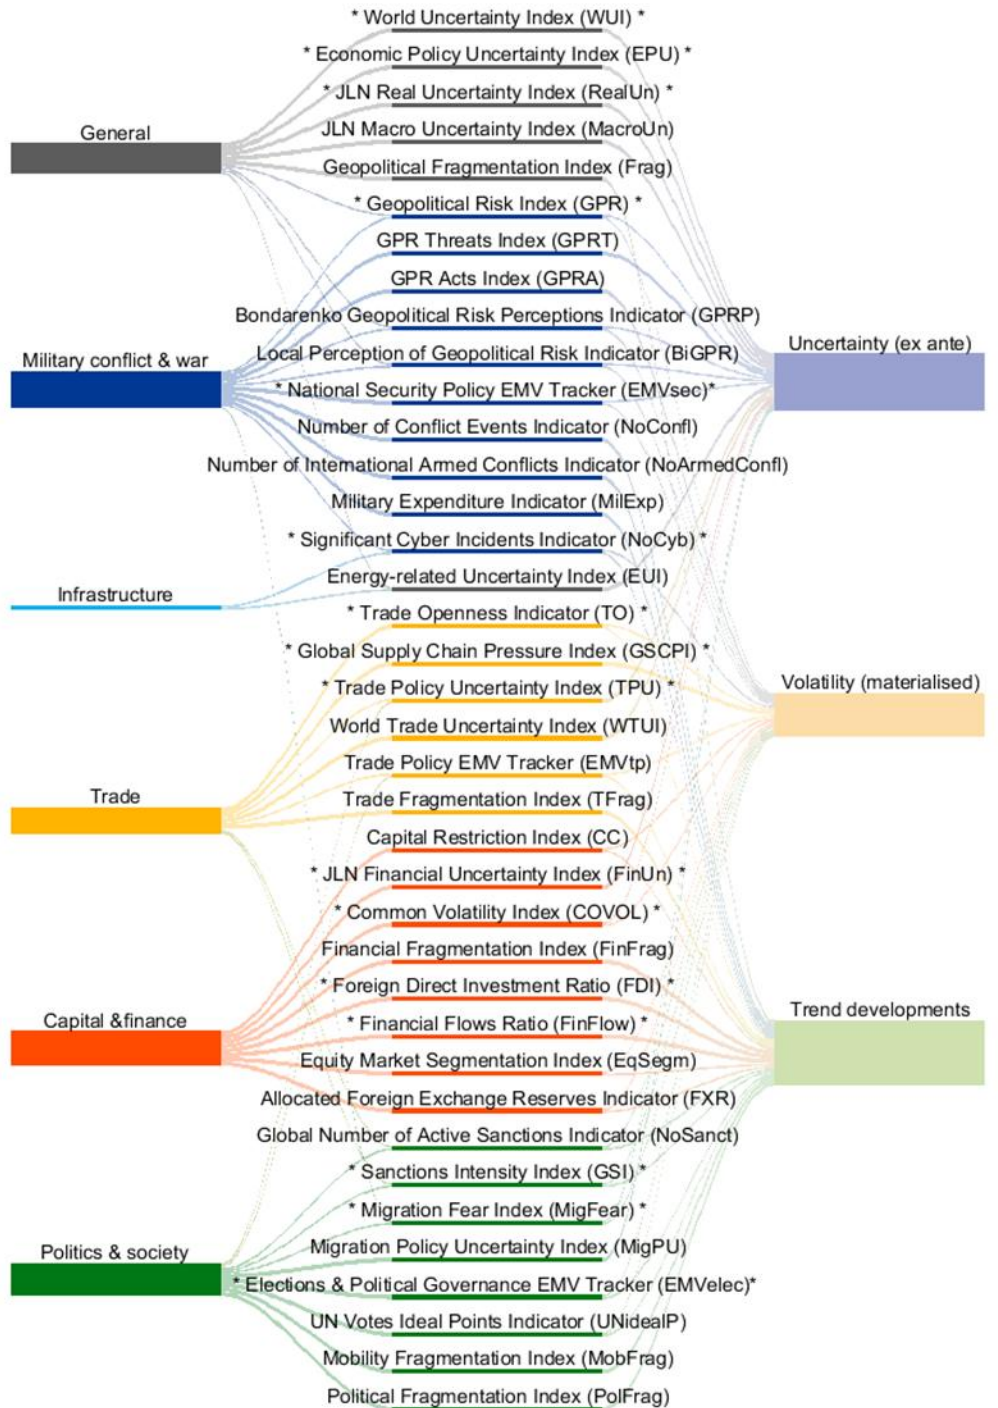 * World Uncertainty Index (WUI) *
* Economic Policy Uncertainty Index (EPU) *
* JLN Real Uncertainty Index (RealUn) *
JLN Macro Uncertainty Index (MacroUn)
General
Geopolitical Fragmentation Index (Frag)
* Geopolitical Risk Index (GPR) *
GPR Threats Index (GPRT)
GPR Acts Index (GPRA)
Bondarenko Geopolitical Risk Perceptions Indicator (GPRP)
Uncertainty (ex ante)
Local Perception of Geopolitical Risk Indicator (BiGPR)
Military conflict & war
* National Security Policy EMV Tracker (EMVsec)*
Number of Conflict Events Indicator (NoConfl)
Number of International Armed Conflicts Indicator (NoArmedConfl)
Military Expenditure Indicator (MilExp)
* Significant Cyber Incidents Indicator (NoCyb) *
Energy-related Uncertainty Index (EUI)
Infrastructure
* Trade Openness Indicator (TO) *
* Global Supply Chain Pressure Index (GSCPI) *
Volatility (materialised)
* Trade Policy Uncertainty Index (TPU) *
World Trade Uncertainty Index (WTUI)
Trade Policy EMV Tracker (EMVtp)
Trade
Trade Fragmentation Index (TFrag)
Capital Restriction Index (CC)
* JLN Financial Uncertainty Index (FinUn) *
* Common Volatility Index (COVOL) *
Financial Fragmentation Index (FinFrag)
* Foreign Direct Investment Ratio (FDI) *
Trend developments
Capital &finance
* Financial Flows Ratio (FinFlow) *
Equity Market Segmentation Index (EqSegm)
Allocated Foreign Exchange Reserves Indicator (FXR)
Global Number of Active Sanctions Indicator (NoSanct)
* Sanctions Intensity Index (GSI) *
* Migration Fear Index (MigFear) *
Migration Policy Uncertainty Index (MigPU)
Politics & society
* Elections & Political Governance EMV Tracker (EMVelec)*
UN Votes Ideal Points Indicator (UNidealP)
Mobility Fragmentation Index (MobFrag)
Political Fragmentation Index (PolFrag)